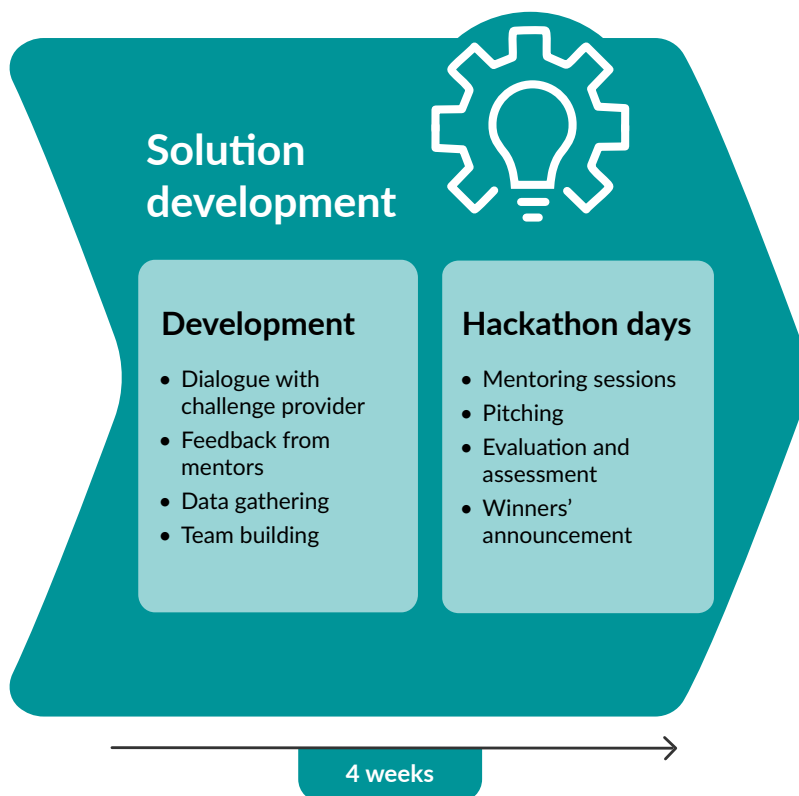 Solution
development
Development
• Dialogue with
challenge provider
• Feedback from
mentors
• Data gathering
• Team building
Hackathon days
• Mentoring sessions
• Pitching
• Evaluation and
assessment
• Winners’
announcement
4 weeks